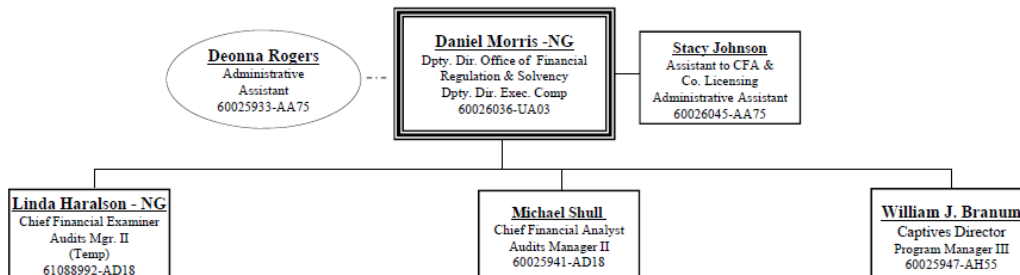 Deonna Rogers
Administrative
Assistant
60025933-AA75
Daniel Morris -NG
Dpty. Dir. Office of Financial
Regulation & Solvency
Dpty. Dir. Exec. Comp
60026036-UA03
Stacy Johnson
Assistant to CFA &
Co. Licensing
Administrative Assistant
60026045-AA75
Linda Haralson - NG
Chief Financial Examiner
Audits Mgr. II
(Temp)
61088992-AD18
Michael Shull
Chief Financial Analyst
Audits Manager II
60025941-AD18
William J. Branum
Captives Director
Program Manager III
60025947-AH55